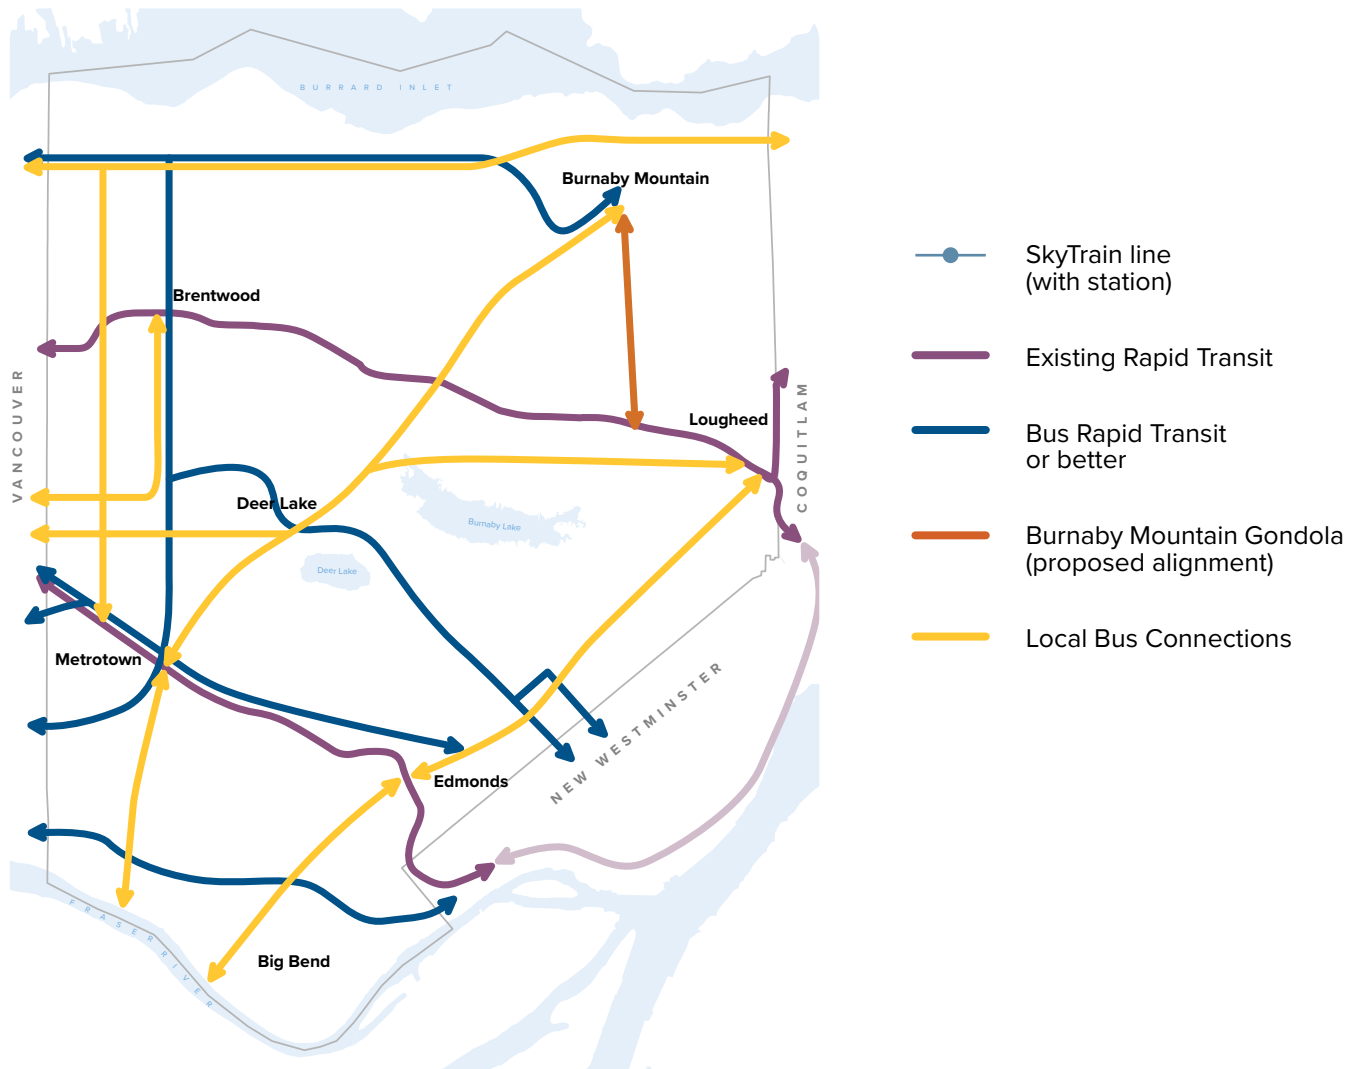 BURRARD INLET
Burnaby Mountain
Brentwood
Lougheed
VANCOUVER
COQUITLAM
Deer Lake
Burnaby Lake
Deer Lake
Metrotown
NEW WESTMINSTER
Edmonds
FRASER RIVER
Big Bend
SkyTrain line
(with station)
Existing Rapid Transit
Bus Rapid Transit
or better
Burnaby Mountain Gondola
(proposed alignment)
Local Bus Connections